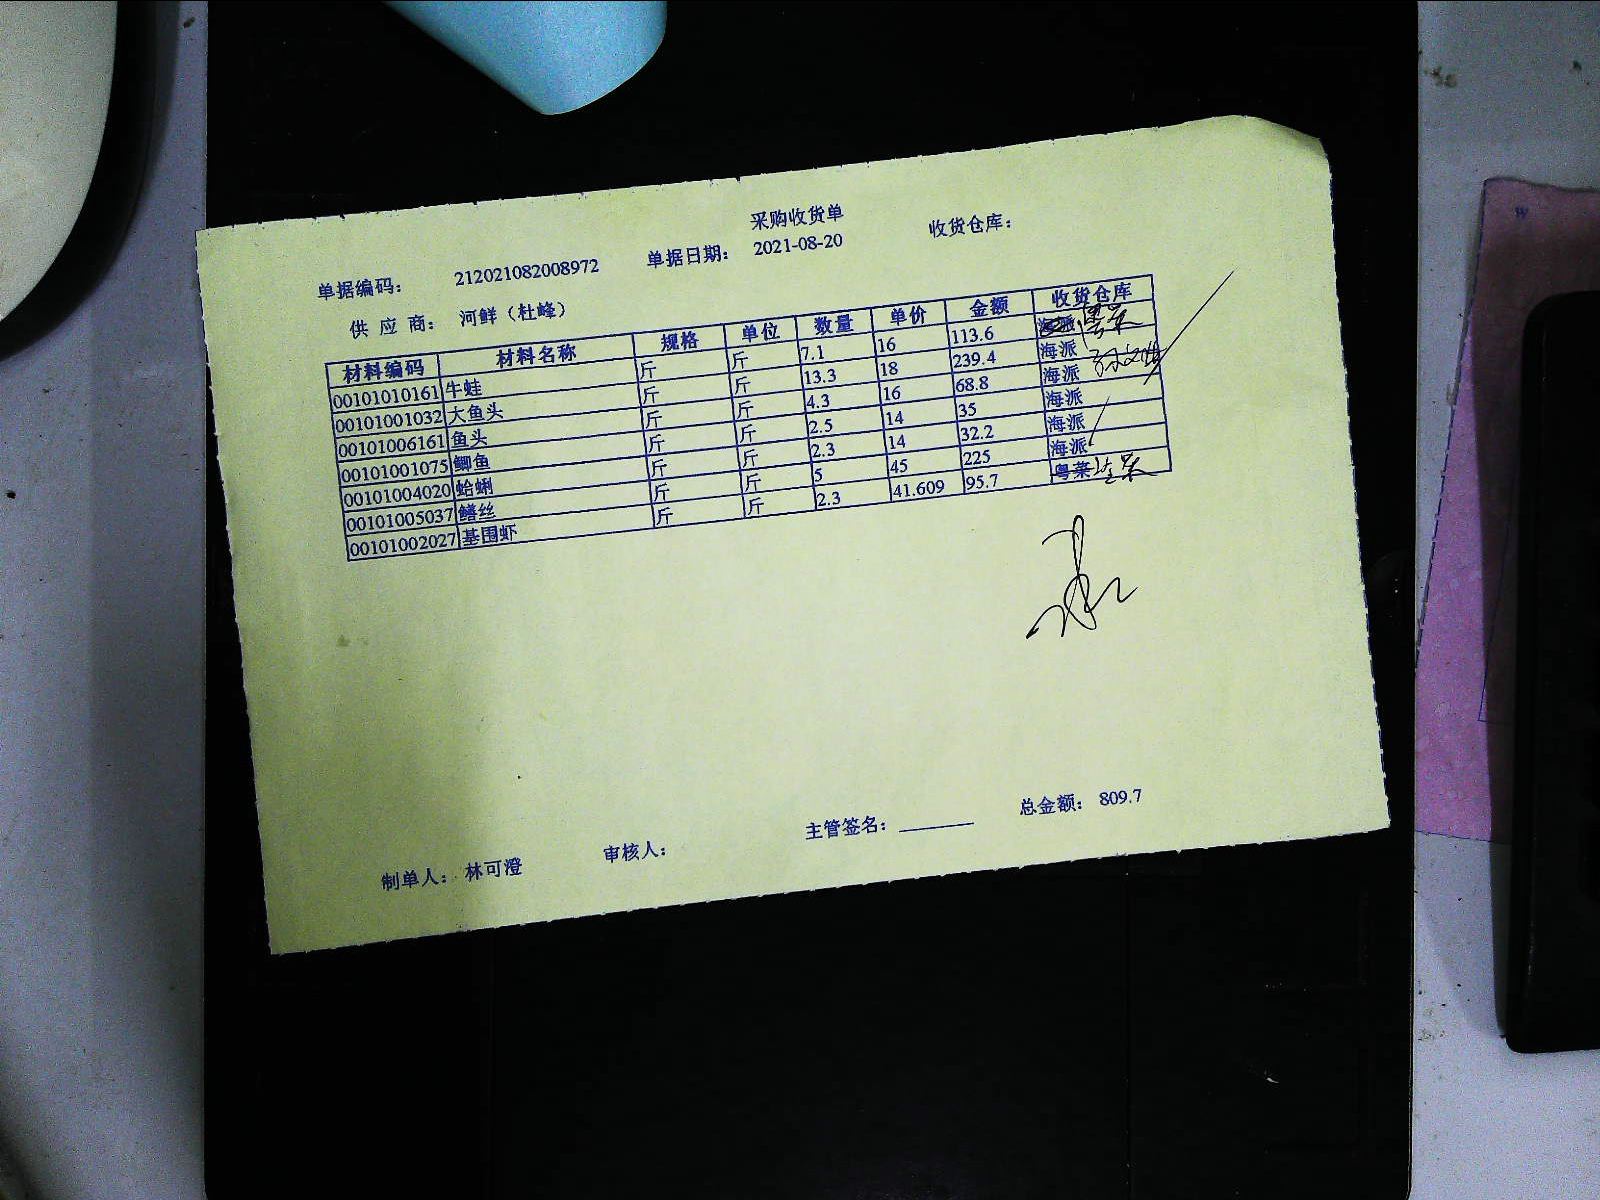 采购收货单
单据编码： 212021082008972 单据日期： 2021-08-20 收货仓库：
供 应 商： 河鲜（杜峰）
材料编码 材料名称 规格 单位 数量 单价 金额 收货仓库
00101010161 牛蛙 斤 斤 7.1 16 113.6 海派
00101001032 大鱼头 斤 斤 13.3 18 239.4 海派
00101006161 鱼头 斤 斤 4.3 16 68.8 海派
00101001075 鲫鱼 斤 斤 2.5 14 35 海派
00101004020 蛤蜊 斤 斤 2.3 14 32.2 海派
00101005037 鳝丝 斤 斤 5 45 225 海派
00101002027 基围虾 斤 斤 2.3 41.609 95.7 粤菜
制单人： 林可澄 审核人： 主管签名： 总金额： 809.7